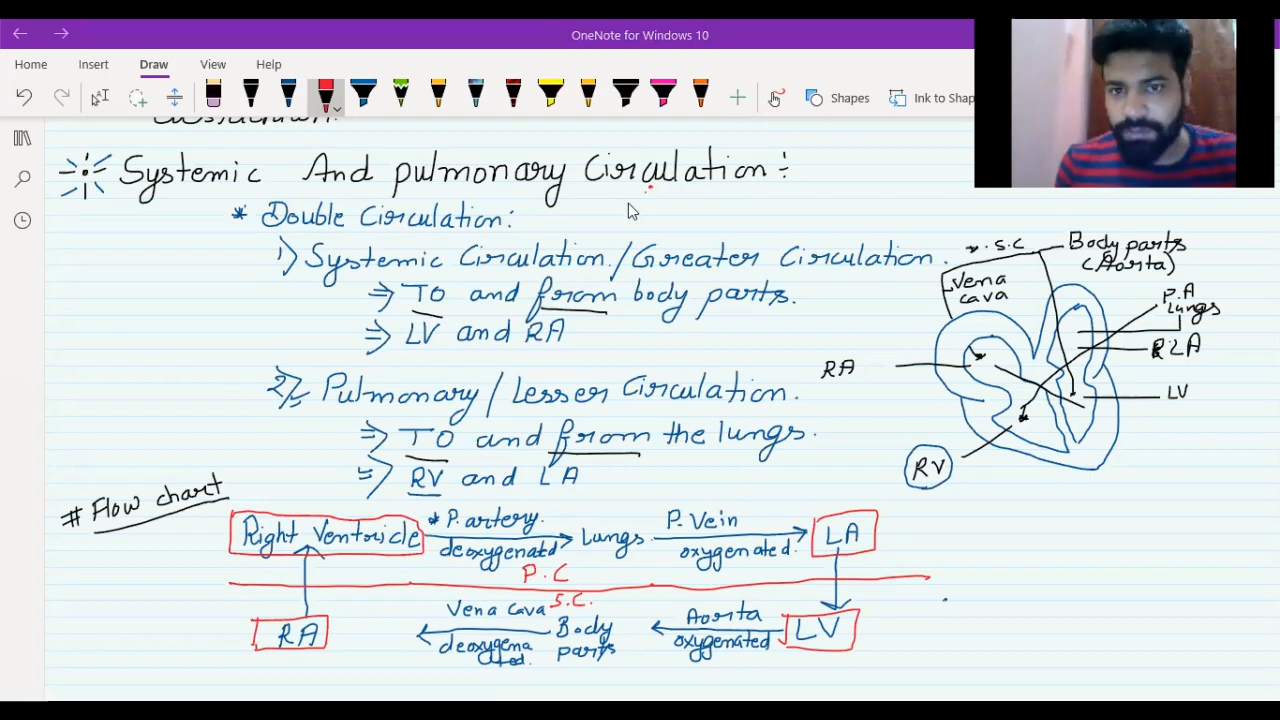 OneNote for Windows 10
Home Insert Draw View Help
Shapes Ink to Shap
Systemic And pulmonary Circulation:
* Double Circulation:
1) Systemic Circulation/Greater Circulation.
⇒ TO and from body parts.
⇒ LV and RA
2) Pulmonary/Lesser Circulation.
⇒ TO and from the lungs.
⇒ RV and LA
S.C
Body parts
(Aorta)
Vena
cava
P.A
Lungs
RA
LA
LV
RV
# Flow chart
Right Ventricle * P. artery. deoxygenated Lungs. P. Vein oxygenated. LA
P.C
S.C.
RA Vena cava deoxygena ted. Body parts Aorta oxygenated LV